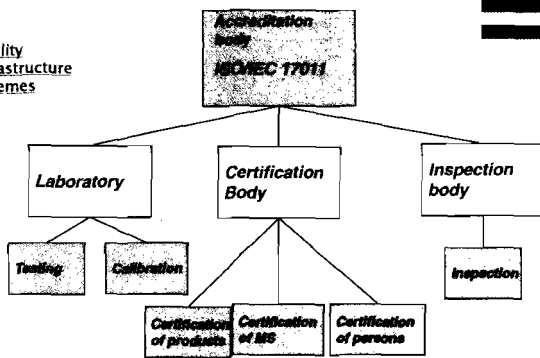 Accreditation
body
ISO/IEC 17011
lity
astructure
emes
Laboratory
Certification
Body
Inspection
body
Testing
Calibration
Inspection
Certification
of products
Certification
of MS
Certification
of persons